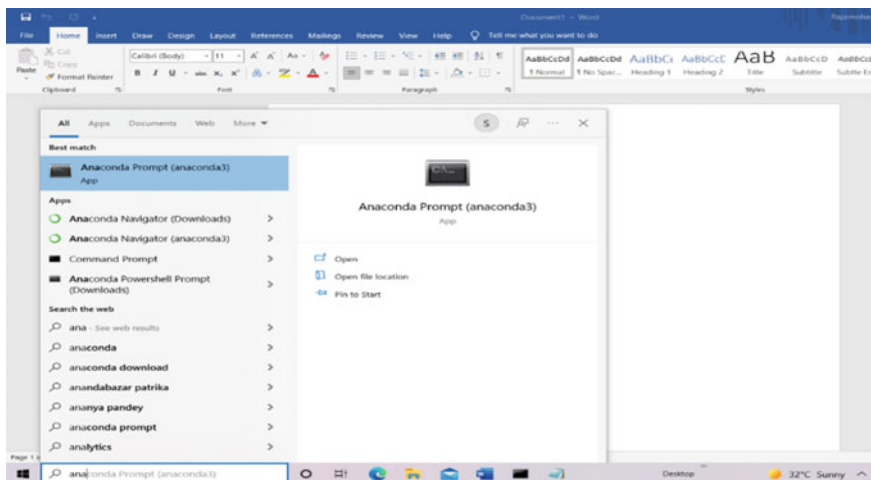 Document1 - Word
File Home Insert Draw Design Layout References Mailings Review View Help Tell me what you want to do
Cut
Calibri (Body) 11 A A Aa
AaBbCcDd AaBbCcDd AaBbCc AaBbCcC AaB AaBbCcD
Copy
Paste
Format Painter
B I U abc x, x
1 Normal 1 No Spac... Heading 1 Heading 2 Title Subtitle
Clipboard Font Paragraph Styles
All Apps Documents Web More
S
Best match
Anaconda Prompt (anaconda3)
App
Apps
Anaconda Navigator (Downloads)
Anaconda Navigator (anaconda3)
Command Prompt
Anaconda Powershell Prompt
(Downloads)
Search the web
ana - See web results
anaconda
anaconda download
anandabazar patrika
ananya pandey
anaconda prompt
analytics
Anaconda Prompt (anaconda3)
App
Open
Open file location
Pin to Start
Page 1
anaconda Prompt (anaconda3)
Desktop
32°C Sunny